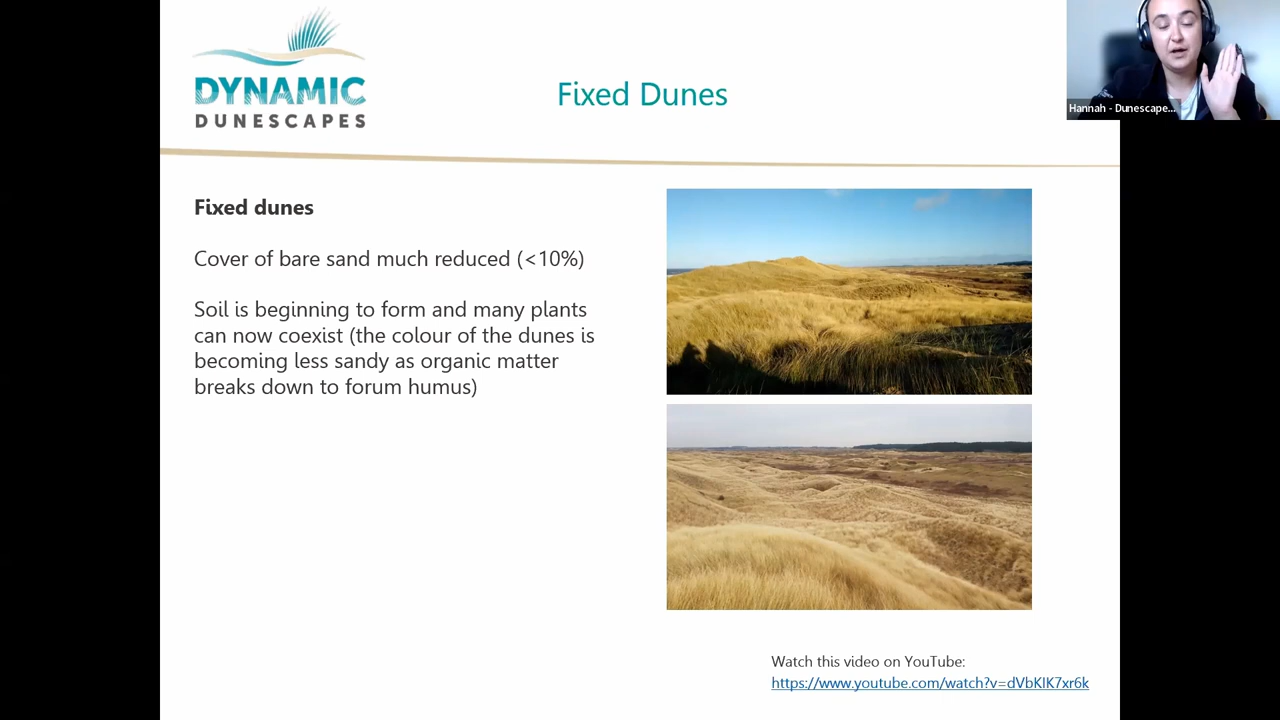 DYNAMIC
DUNESCAPES
Fixed Dunes
Hannah - Dunescape...
Fixed dunes
Cover of bare sand much reduced (<10%)
Soil is beginning to form and many plants
can now coexist (the colour of the dunes is
becoming less sandy as organic matter
breaks down to forum humus)
Watch this video on YouTube:
https://www.youtube.com/watch?v=dVbKlK7xr6k